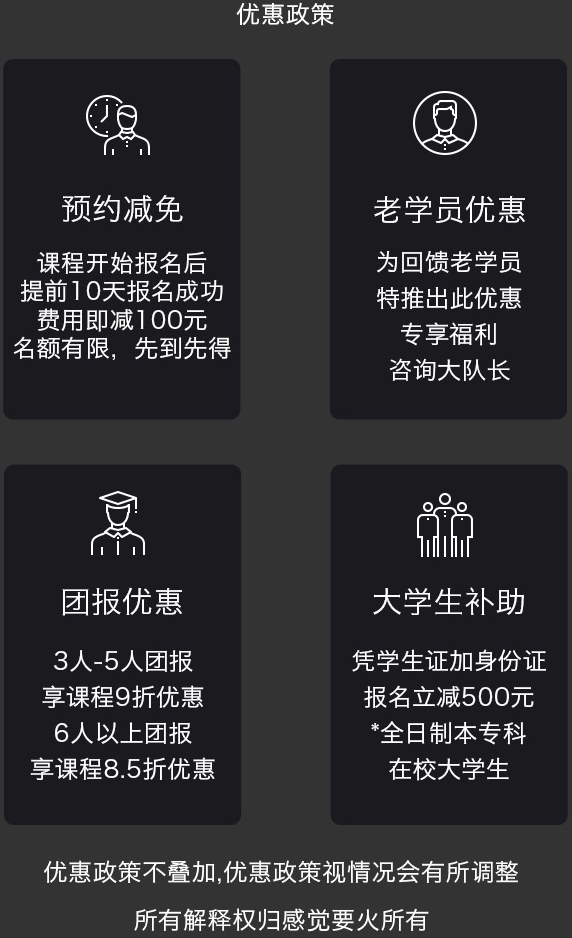 优惠政策
预约减免
课程开始报名后
提前10天报名成功
费用即减100元
名额有限，先到先得
老学员优惠
为回馈老学员
特推出此优惠
专享福利
咨询大队长
团报优惠
3人-5人团报
享课程9折优惠
6人以上团报
享课程8.5折优惠
大学生补助
凭学生证加身份证
报名立减500元
*全日制本专科
在校大学生
优惠政策不叠加,优惠政策视情况会有所调整
所有解释权归感觉要火所有